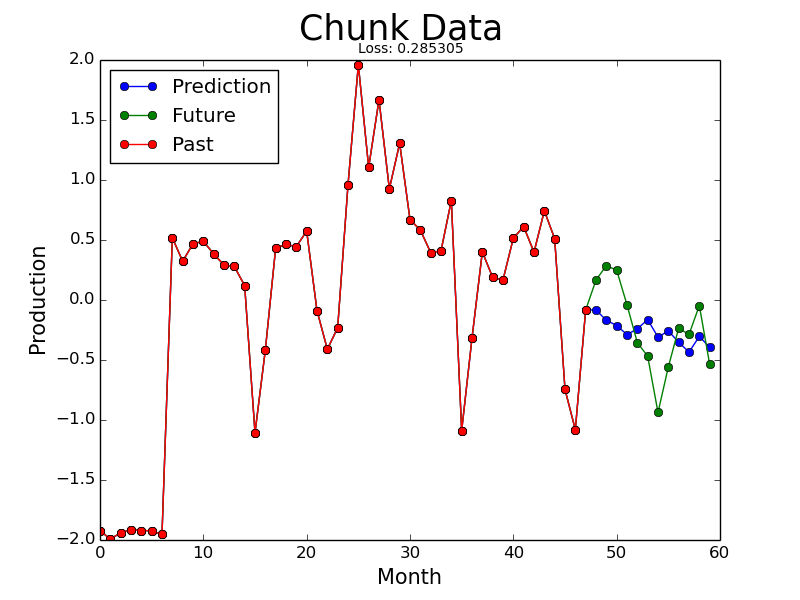 Chunk Data
Loss: 0.285305
Prediction
Future
Past
Production
2.0
1.5
1.0
0.5
0.0
−0.5
−1.0
−1.5
−2.0
0 10 20 30 40 50 60
Month